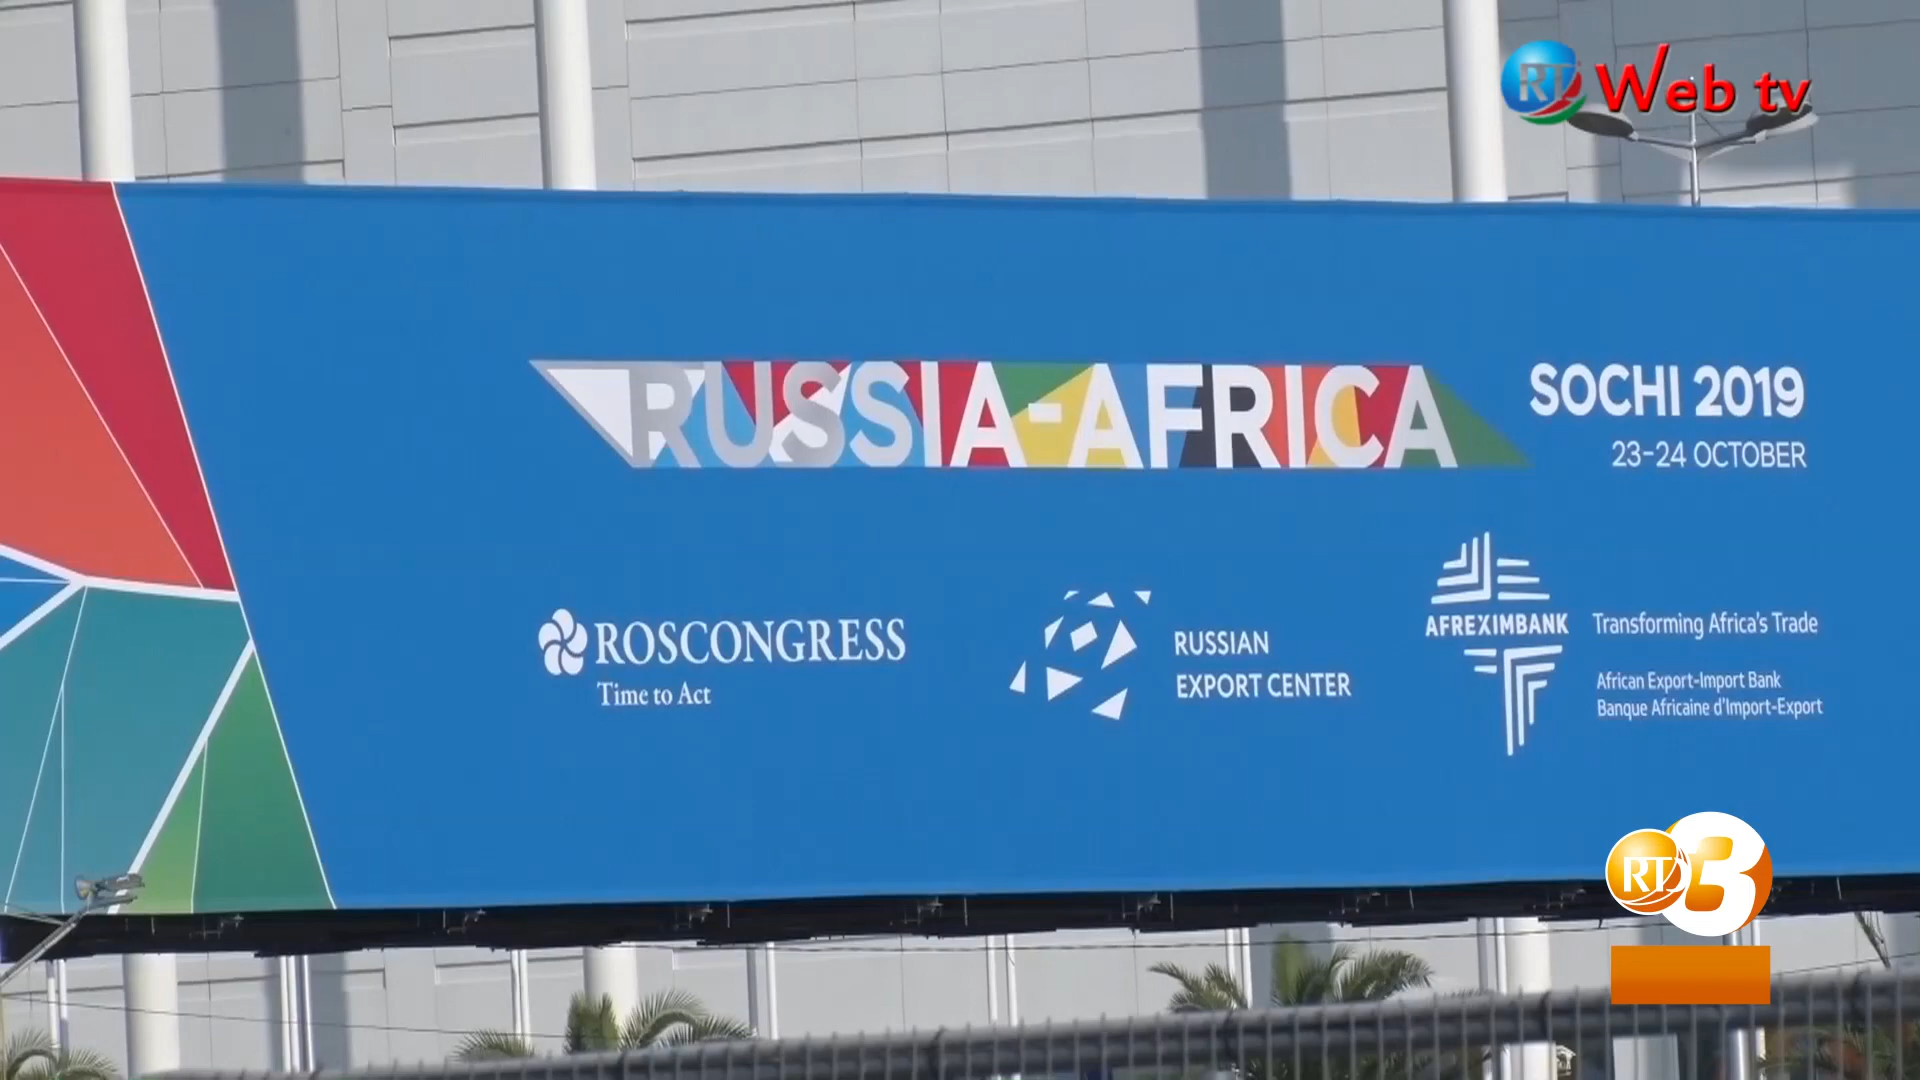 RT Web tv
RUSSIA-AFRICA
SOCHI 2019
23-24 OCTOBER
ROSCONGRESS
Time to Act
RUSSIAN
EXPORT CENTER
AFREXIMBANK
Transforming Africa's Trade
African Export-Import Bank
Banque Africaine d'Import-Export
RTD 3